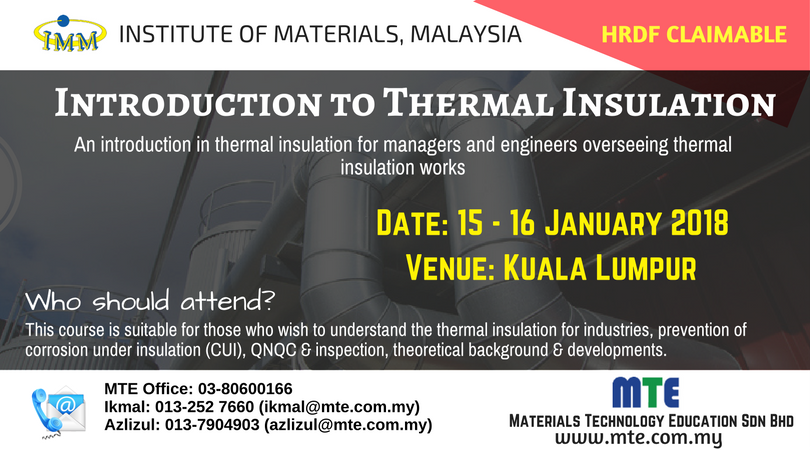 IMM
INSTITUTE OF MATERIALS, MALAYSIA
HRDF CLAIMABLE
INTRODUCTION TO THERMAL INSULATION
An introduction in thermal insulation for managers and engineers overseeing thermal
insulation works
DATE: 15 - 16 JANUARY 2018
VENUE: KUALA LUMPUR
Who should attend?
This course is suitable for those who wish to understand the thermal insulation for industries, prevention of
corrosion under insulation (CUI), QNQC & inspection, theoretical background & developments.
@
MTE Office: 03-80600166
Ikmal: 013-252 7660 (ikmal@mte.com.my)
Azlizul: 013-7904903 (azlizul@mte.com.my)
MTE
MATERIALS TECHNOLOGY EDUCATION SDN BHD
www.mte.com.my